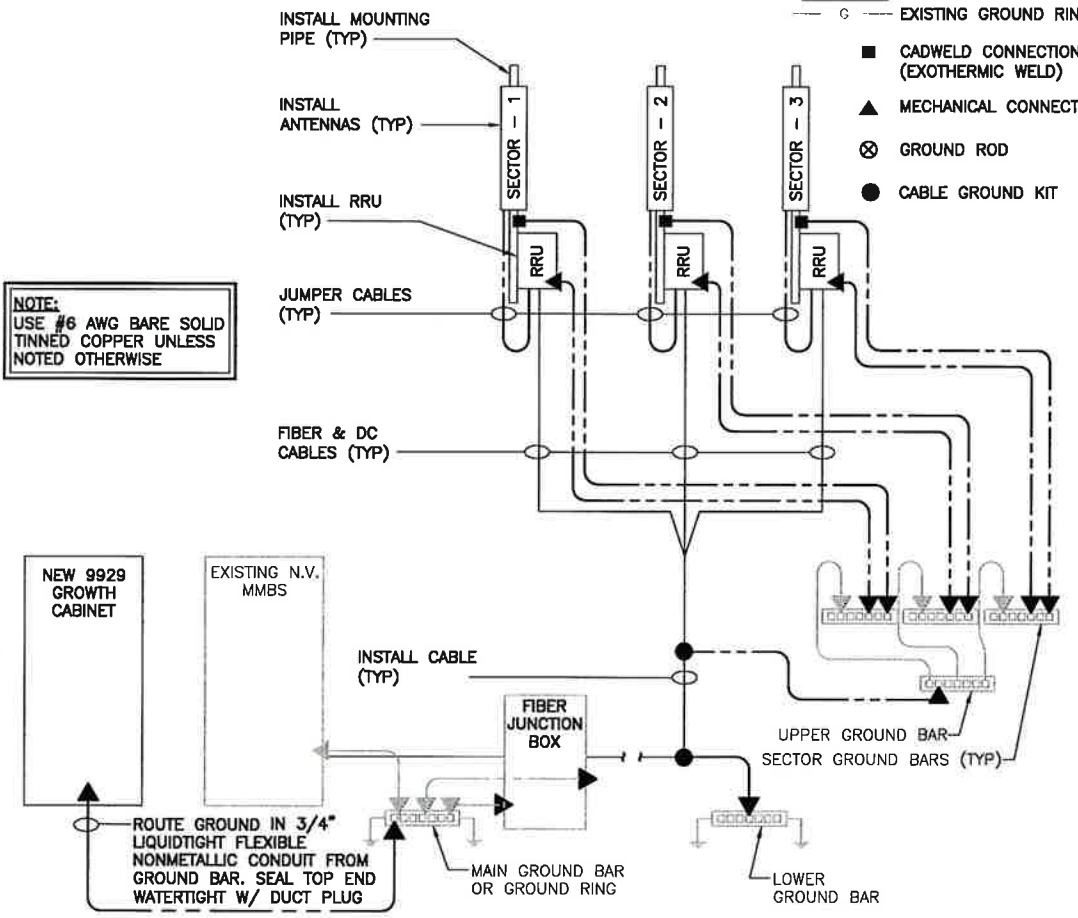 INSTALL MOUNTING
PIPE (TYP)
INSTALL
ANTENNAS (TYP)
INSTALL RRU
(TYP)
JUMPER CABLES
(TYP)
FIBER & DC
CABLES (TYP)
SECTOR - 1
SECTOR - 2
SECTOR - 3
RRU
RRU
RRU
G
EXISTING GROUND RIN
CADWELD CONNECTION
(EXOTHERMIC WELD)
MECHANICAL CONNECT
GROUND ROD
CABLE GROUND KIT
NOTE:
USE #6 AWG BARE SOLID
TINNED COPPER UNLESS
NOTED OTHERWISE
NEW 9929
GROWTH
CABINET
EXISTING N.V.
MMBS
INSTALL CABLE
(TYP)
FIBER
JUNCTION
BOX
UPPER GROUND BAR
SECTOR GROUND BARS (TYP)
ROUTE GROUND IN 3/4"
LIQUIDTIGHT FLEXIBLE
NONMETALLIC CONDUIT FROM
GROUND BAR. SEAL TOP END
WATERTIGHT W/ DUCT PLUG
MAIN GROUND BAR
OR GROUND RING
LOWER
GROUND BAR